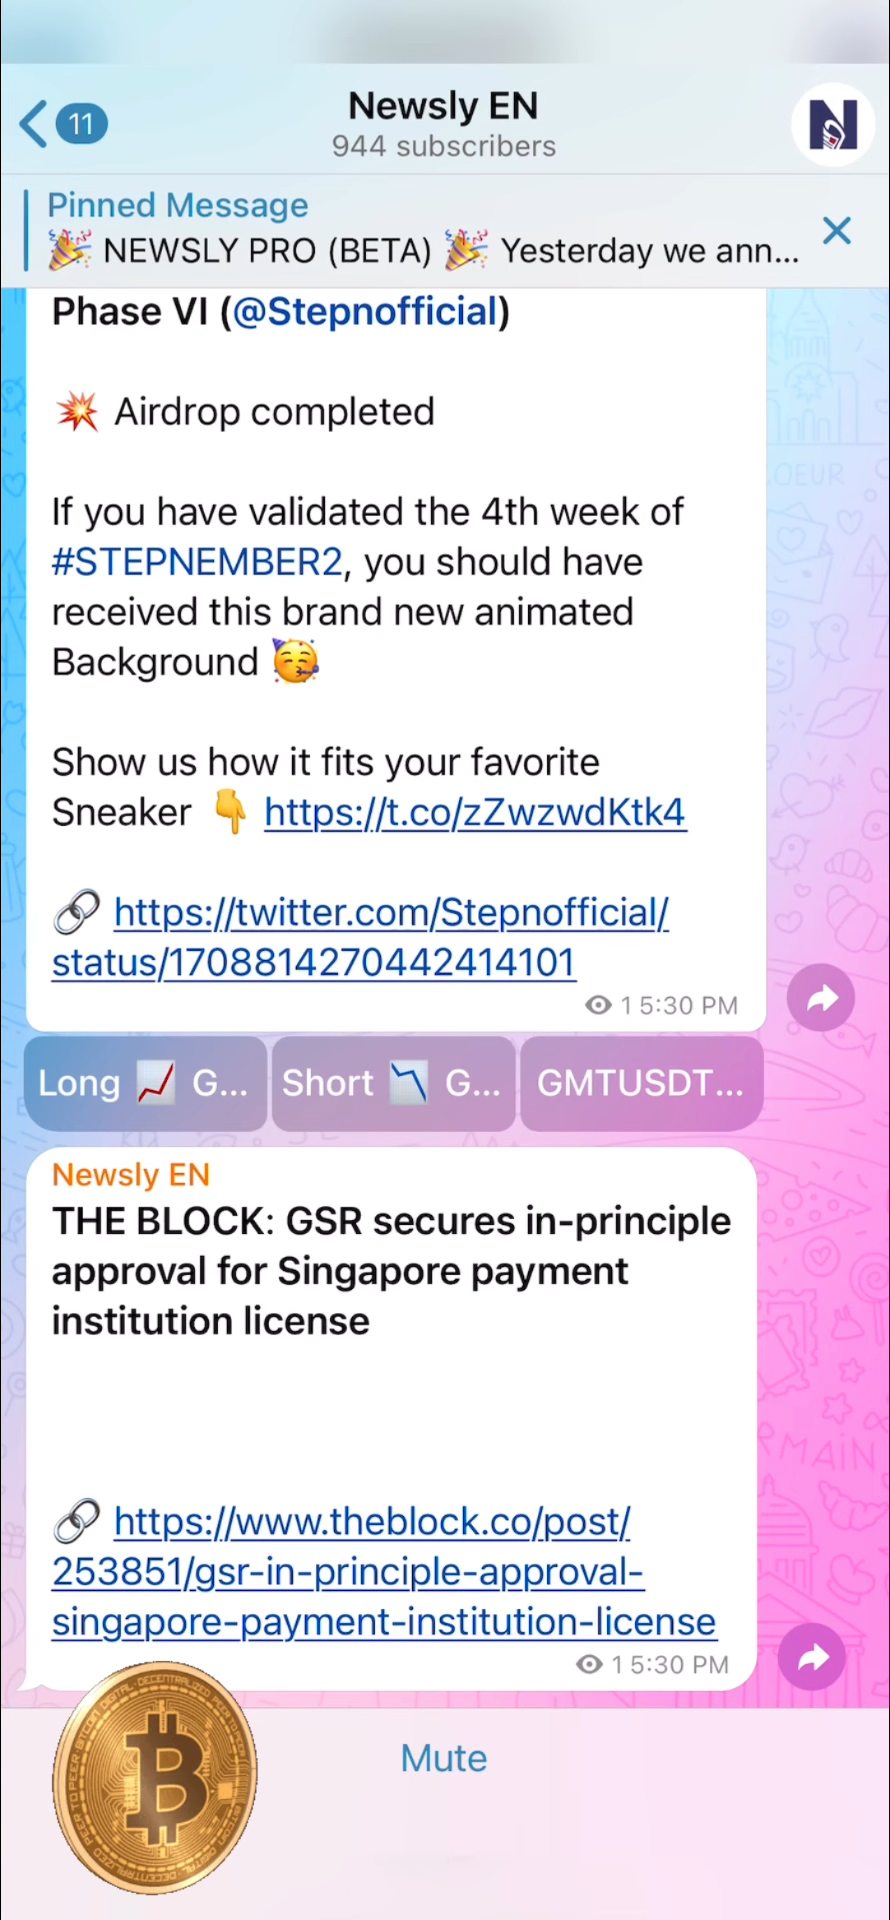 11
Newsly EN
944 subscribers
Pinned Message
🎉 NEWSLY PRO (BETA) 🎉 Yesterday we ann...
Phase VI (@Stepnofficial)
💥 Airdrop completed
If you have validated the 4th week of
#STEPNEMBER2, you should have
received this brand new animated
Background 🥳
Show us how it fits your favorite
Sneaker 👇 https://t.co/zZwzwdKtk4
🔗 https://twitter.com/Stepnofficial/
status/1708814270442414101
1 5:30 PM
Long 📈 G...
Short 📉 G...
GMTUSDT...
Newsly EN
THE BLOCK: GSR secures in-principle
approval for Singapore payment
institution license
🔗 https://www.theblock.co/post/
253851/gsr-in-principle-approval-
singapore-payment-institution-license
1 5:30 PM
Mute